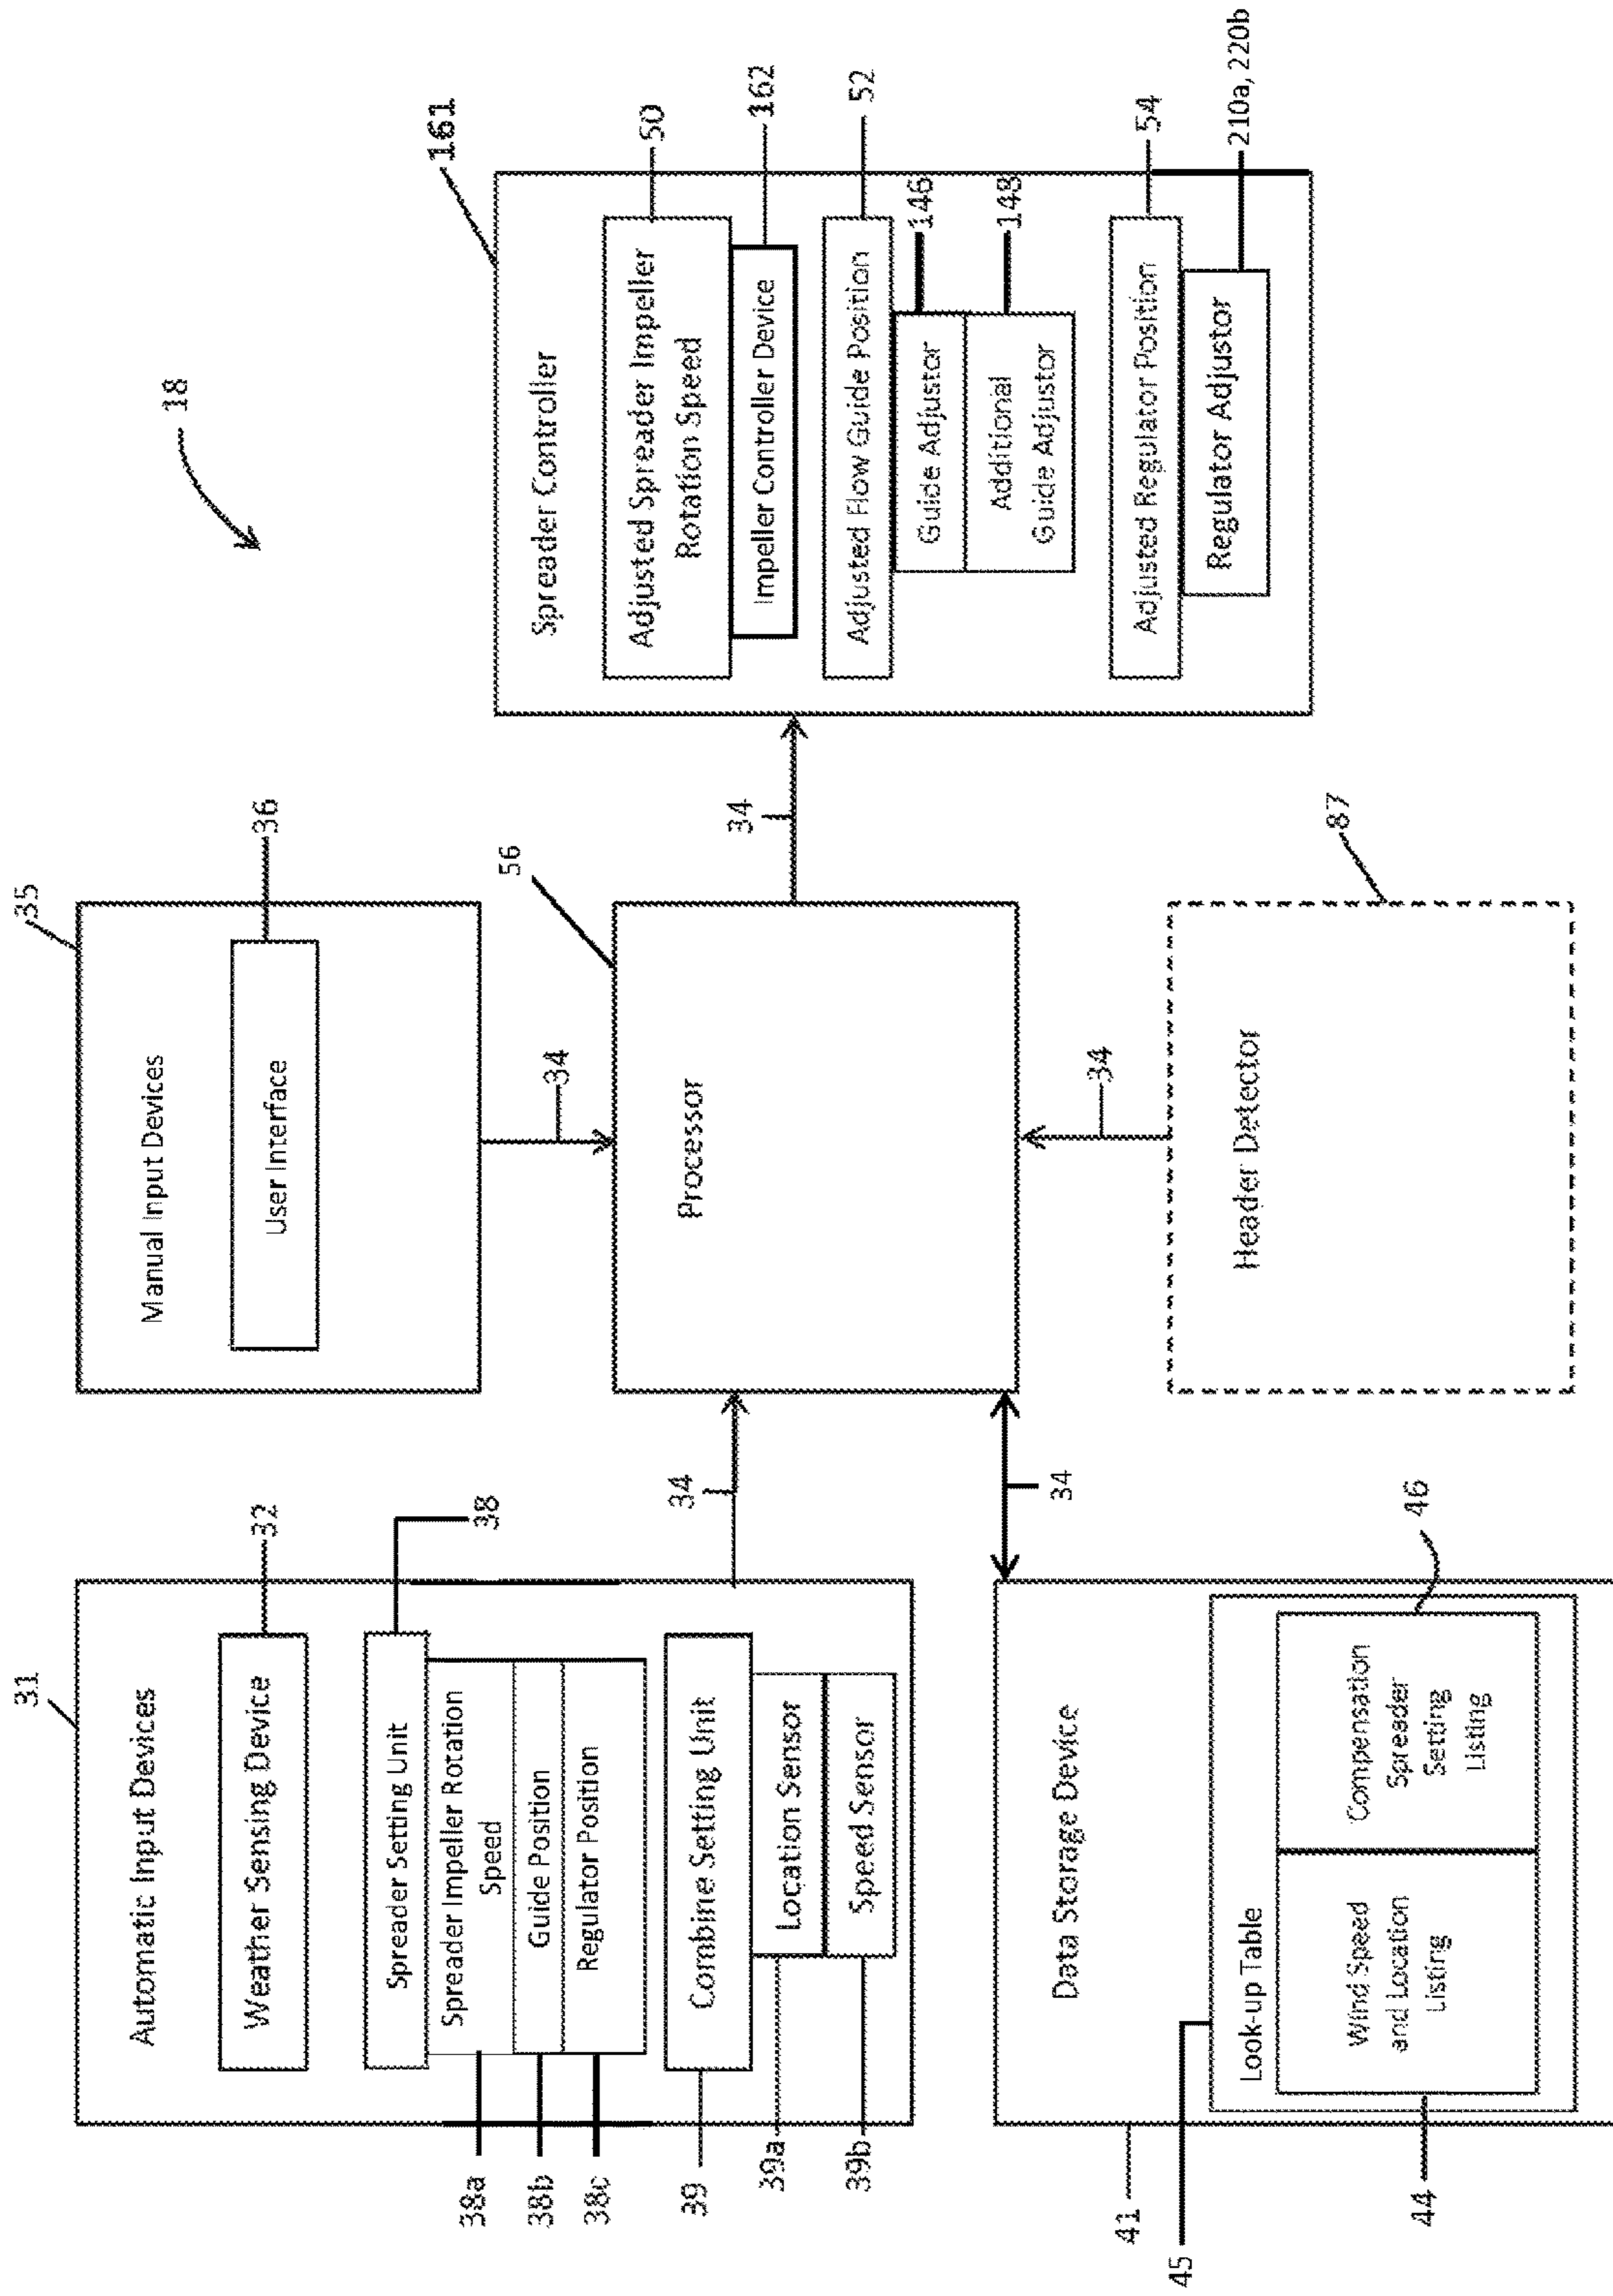 18
31
Automatic Input Devices
Weather Sensing Device
32
Spreader Setting Unit
38
Spreader Impeller Rotation
Speed
38a
Guide Position
38b
Regulator Position
38c
Combine Setting Unit
39
Location Sensor
39a
Speed Sensor
39b
34
35
Manual Input Devices
User Interface
36
34
56
Processor
34
34
34
Data Storage Device
41
Look-up Table
45
Wind Speed
and Location
Listing
44
Compensation
Spreader
Setting
Listing
46
Header Detector
87
161
Spreader Controller
Adjusted Spreader Impeller
Rotation Speed
50
Impeller Controller Device
162
Adjusted Flow Guide Position
52
Guide Adjustor
146
Additional
Guide Adjustor
148
Adjusted Regulator Position
54
Regulator Adjustor
210a, 220b